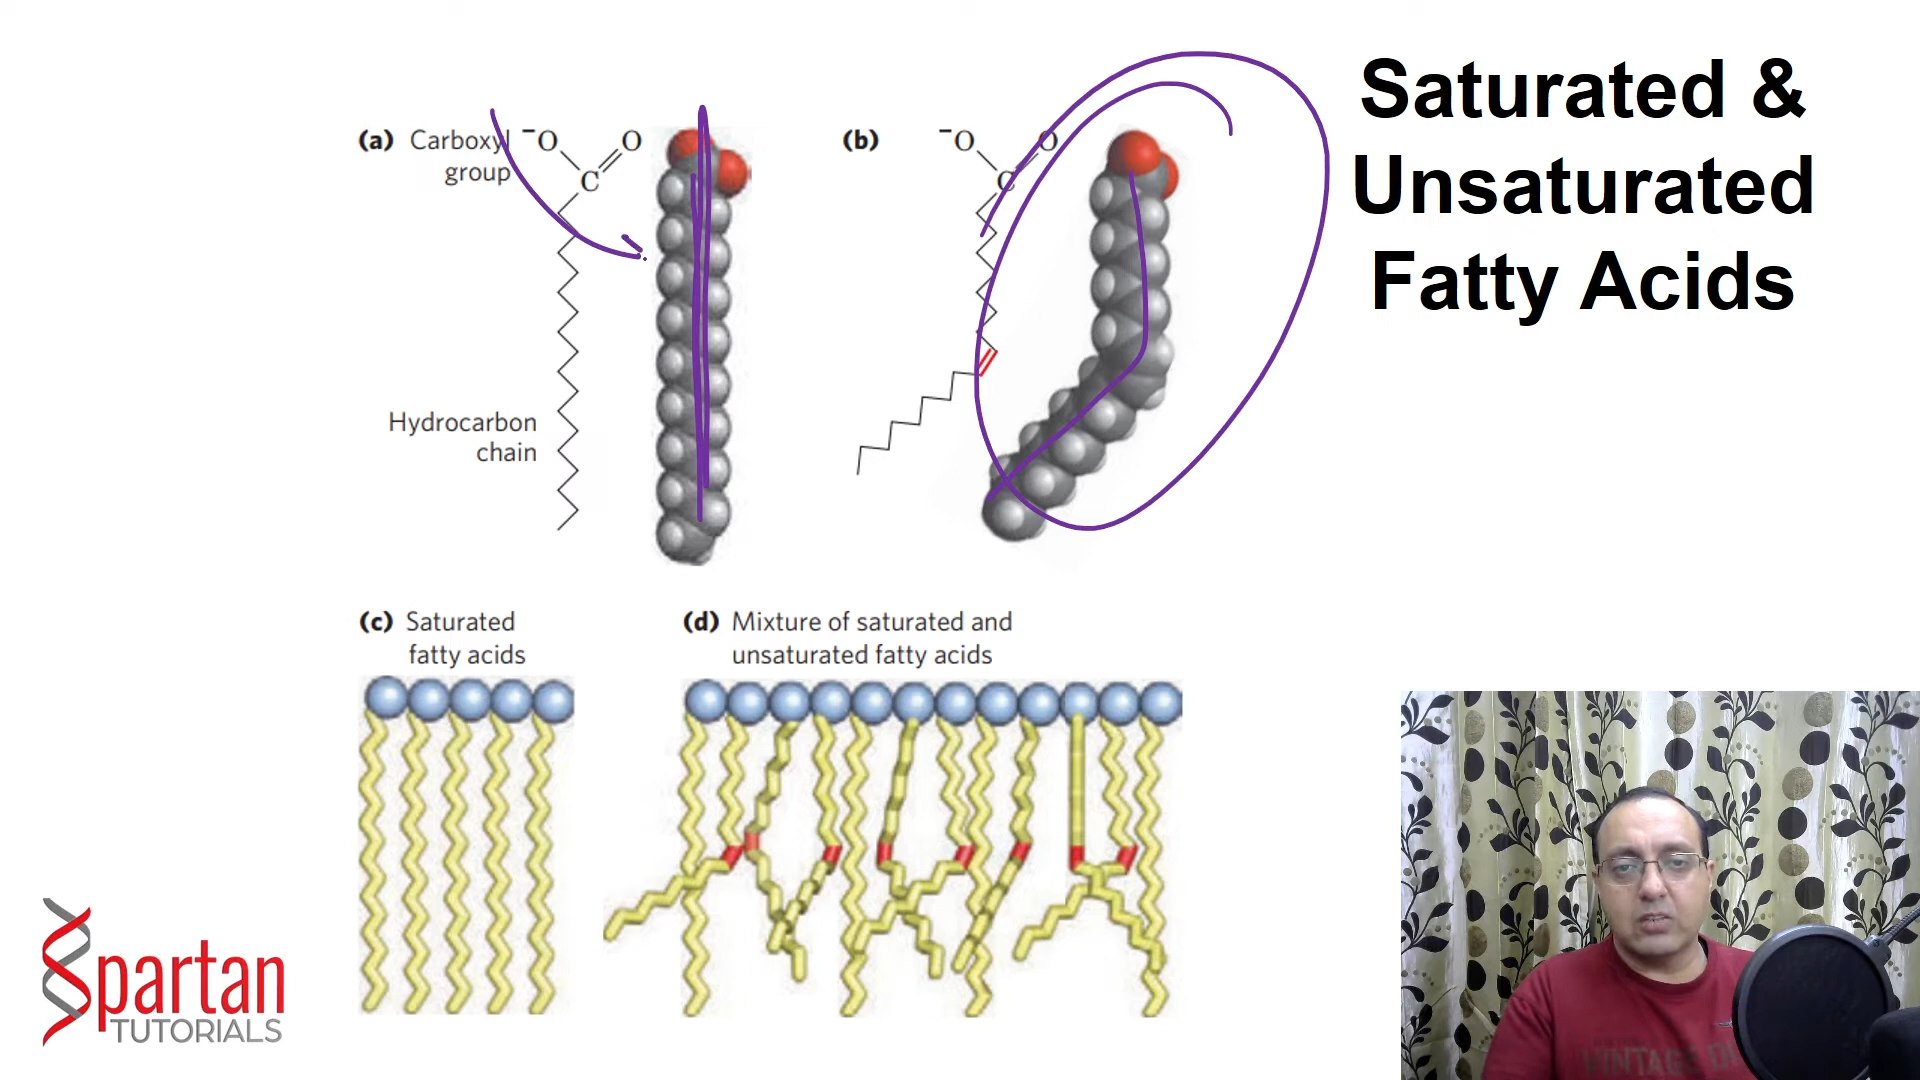 Saturated &
Unsaturated
Fatty Acids
(a) Carboxyl
group
⁻O
O
C
Hydrocarbon
chain
(b)
⁻O
O
C
(c) Saturated
fatty acids
(d) Mixture of saturated and
unsaturated fatty acids
Spartan
TUTORIALS
VINTAGE